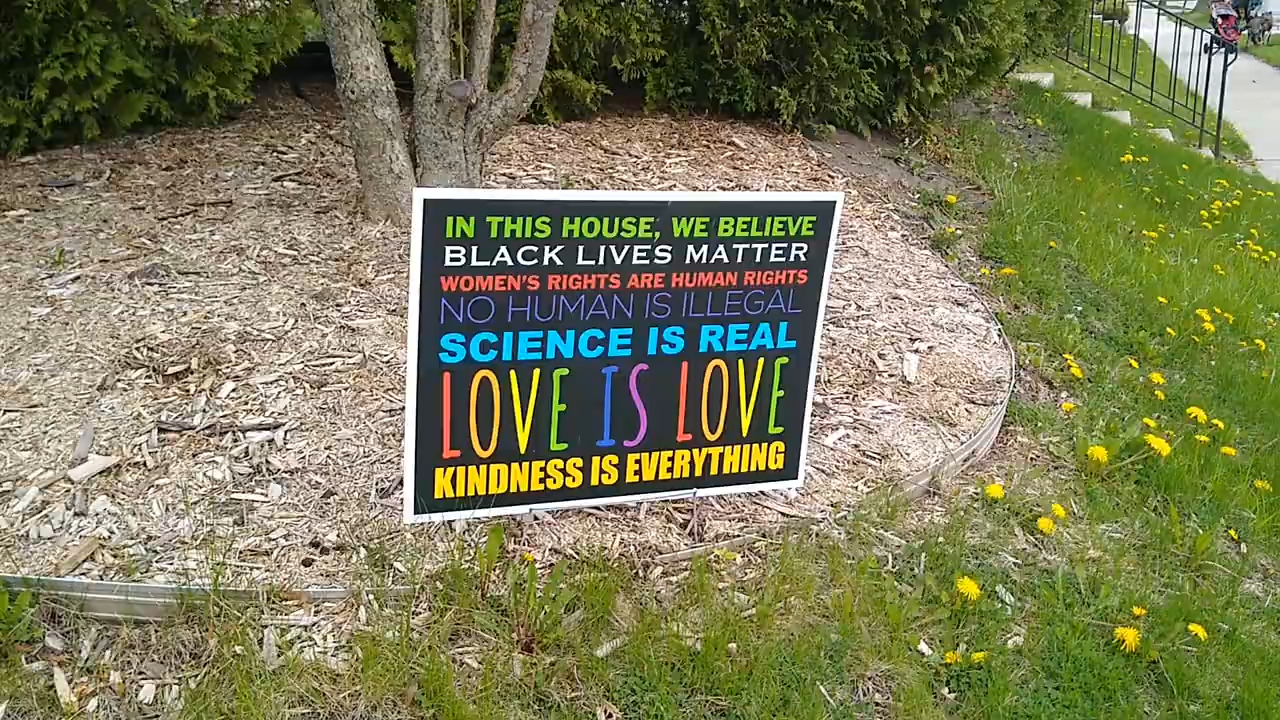 IN THIS HOUSE, WE BELIEVE
BLACK LIVES MATTER
WOMEN'S RIGHTS ARE HUMAN RIGHTS
NO HUMAN IS ILLEGAL
SCIENCE IS REAL
LOVE IS LOVE
KINDNESS IS EVERYTHING